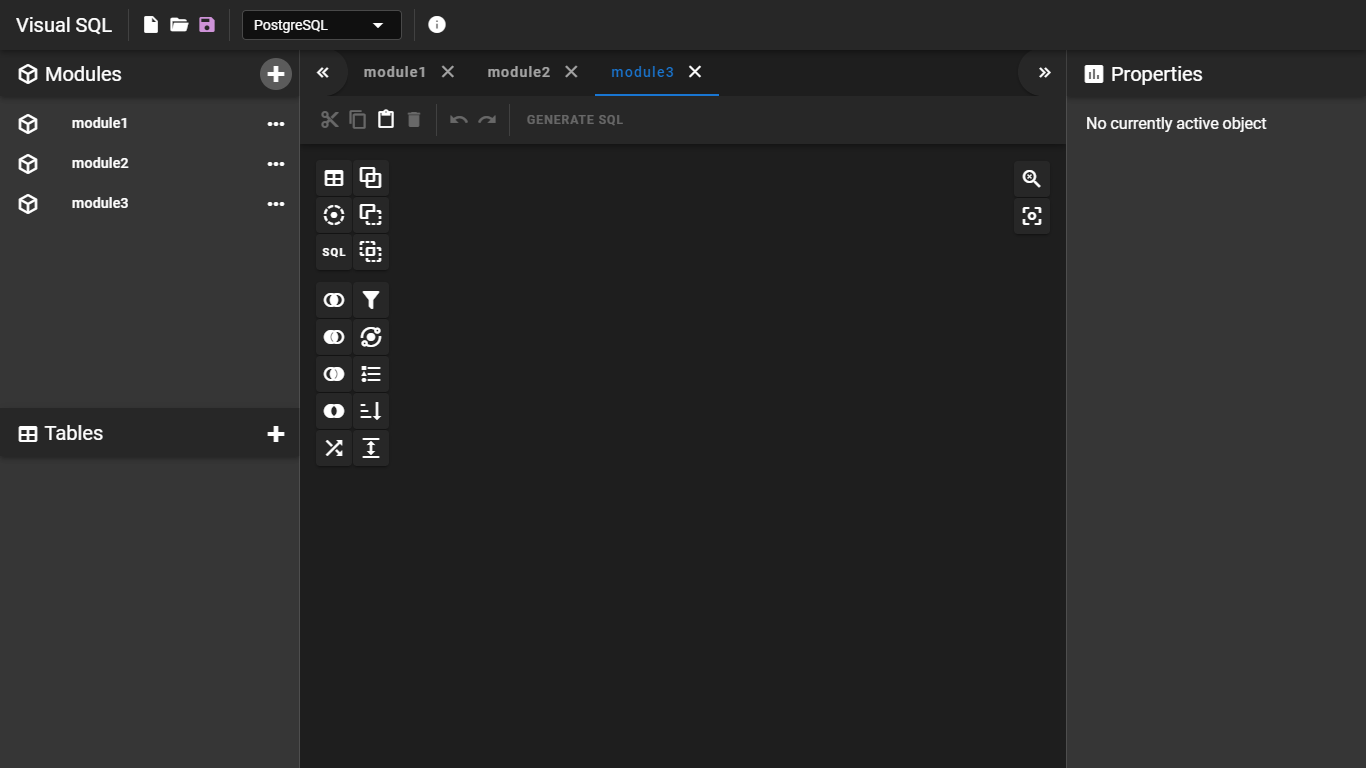 Visual SQL
PostgreSQL
Modules
module1
module2
module3
Tables
module1
module2
module3
GENERATE SQL
SQL
Properties
No currently active object